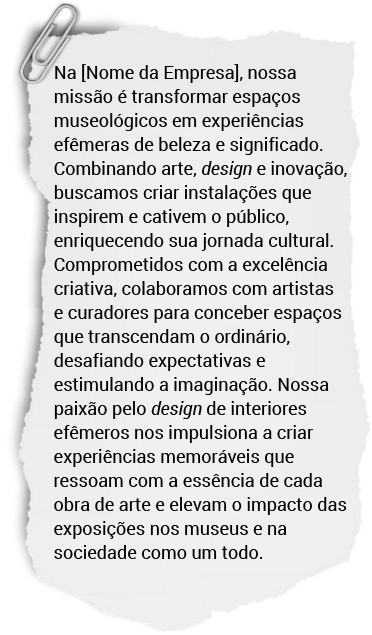 Na [Nome da Empresa], nossa
missão é transformar espaços
museológicos em experiências
efêmeras de beleza e significado.
Combinando arte, design e inovação,
buscamos criar instalações que
inspirem e cativem o público,
enriquecendo sua jornada cultural.
Comprometidos com a excelência
criativa, colaboramos com artistas
e curadores para conceber espaços
que transcendam o ordinário,
desafiando expectativas e
estimulando a imaginação. Nossa
paixão pelo design de interiores
efêmeros nos impulsiona a criar
experiências memoráveis que
ressoam com a essência de cada
obra de arte e elevam o impacto das
exposições nos museus e na
sociedade como um todo.